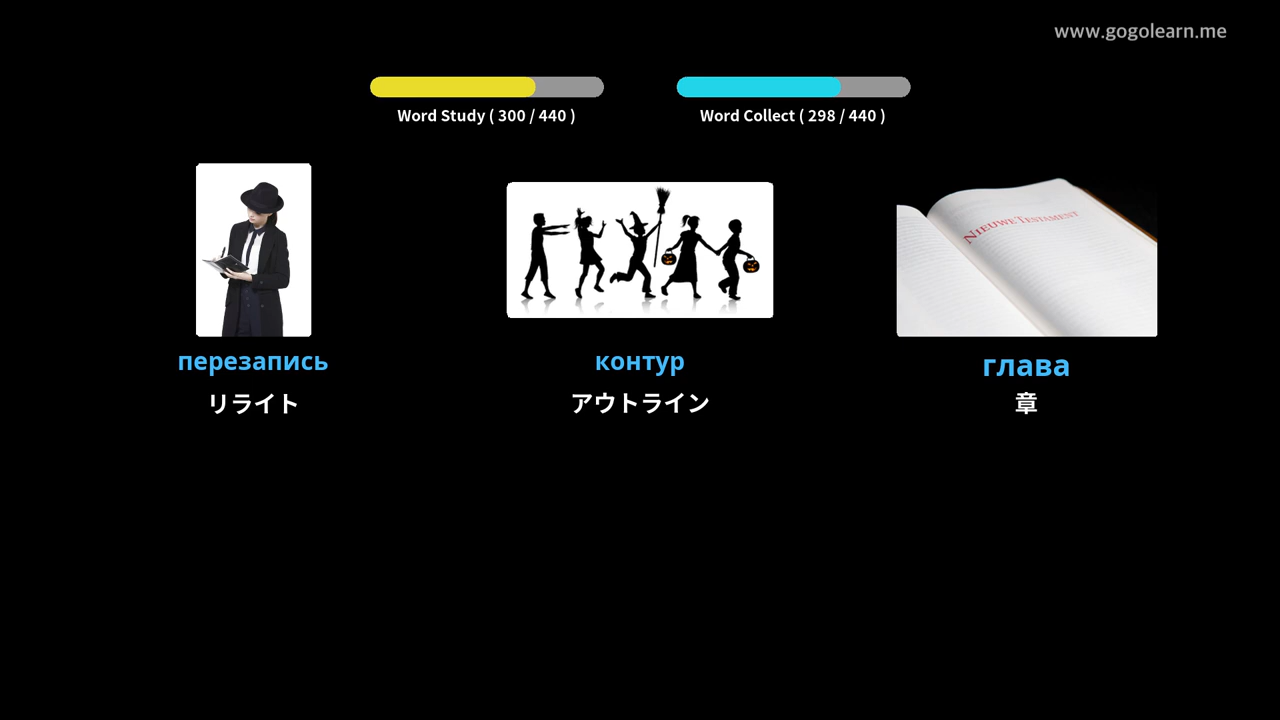 www.gogolearn.me
Word Study ( 300 / 440 )
Word Collect ( 298 / 440 )
NIEUWE TESTAMENT
перезапись
контур
глава
リライト
アウトライン
章